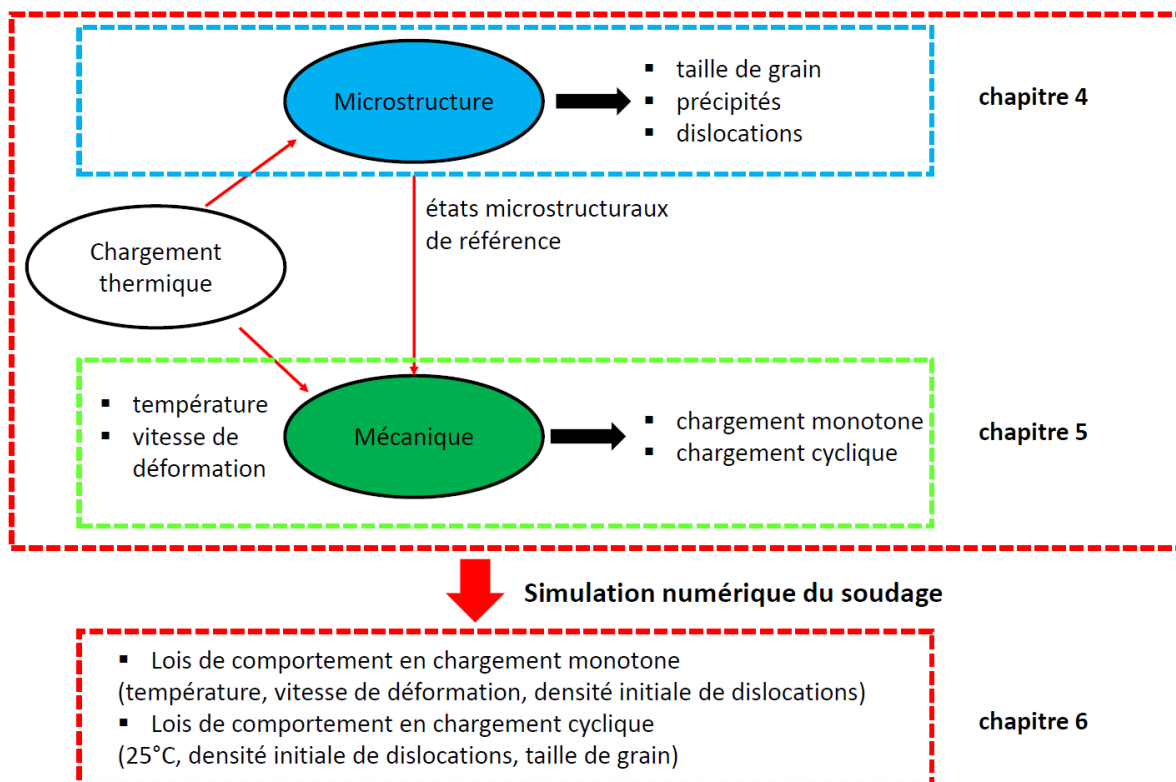 Microstructure
▪ taille de grain
▪ précipités
▪ dislocations
chapitre 4
états microstructuraux
de référence
Chargement
thermique
▪ température
▪ vitesse de
déformation
Mécanique
▪ chargement monotone
▪ chargement cyclique
chapitre 5
Simulation numérique du soudage
▪ Lois de comportement en chargement monotone
(température, vitesse de déformation, densité initiale de dislocations)
▪ Lois de comportement en chargement cyclique
(25°C, densité initiale de dislocations, taille de grain)
chapitre 6